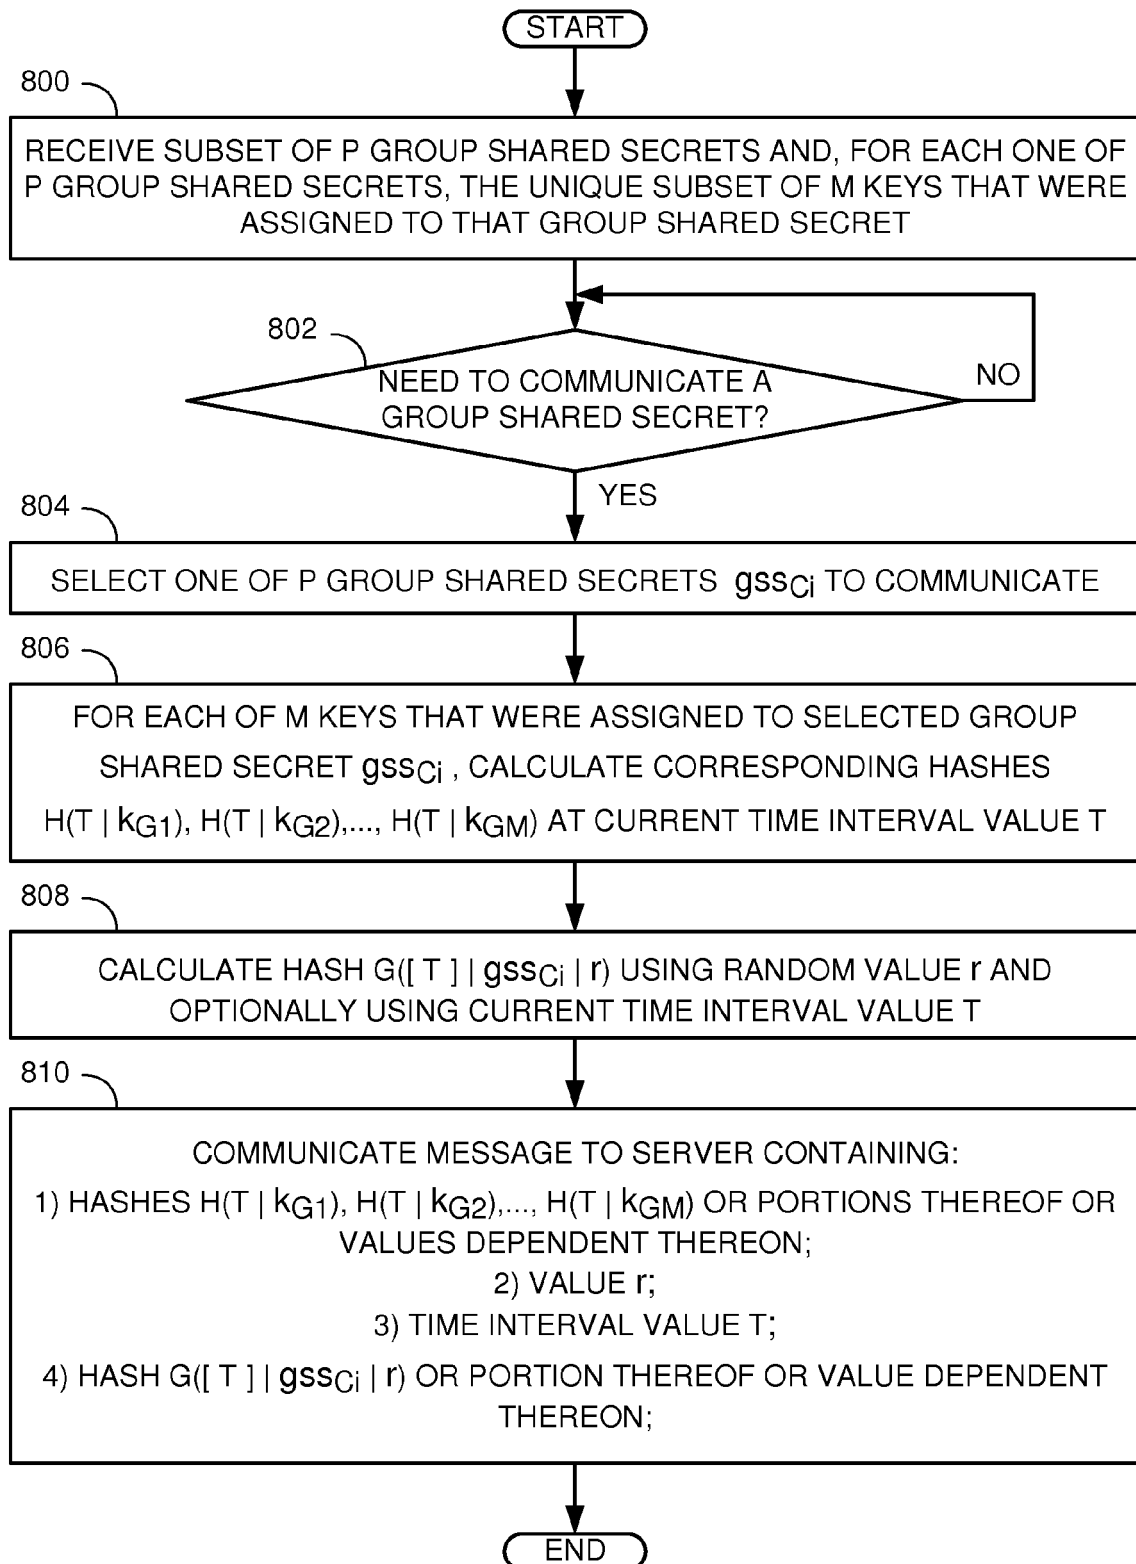 START
800
RECEIVE SUBSET OF P GROUP SHARED SECRETS AND, FOR EACH ONE OF
P GROUP SHARED SECRETS, THE UNIQUE SUBSET OF M KEYS THAT WERE
ASSIGNED TO THAT GROUP SHARED SECRET
802
NEED TO COMMUNICATE A
GROUP SHARED SECRET?
NO
YES
804
SELECT ONE OF P GROUP SHARED SECRETS gssCi TO COMMUNICATE
806
FOR EACH OF M KEYS THAT WERE ASSIGNED TO SELECTED GROUP
SHARED SECRET gssCi , CALCULATE CORRESPONDING HASHES
H(T | kG1), H(T | kG2),..., H(T | kGM) AT CURRENT TIME INTERVAL VALUE T
808
CALCULATE HASH G([ T ] | gssCi | r) USING RANDOM VALUE r AND
OPTIONALLY USING CURRENT TIME INTERVAL VALUE T
810
COMMUNICATE MESSAGE TO SERVER CONTAINING:
1) HASHES H(T | kG1), H(T | kG2),..., H(T | kGM) OR PORTIONS THEREOF OR
VALUES DEPENDENT THEREON;
2) VALUE r;
3) TIME INTERVAL VALUE T;
4) HASH G([ T ] | gssCi | r) OR PORTION THEREOF OR VALUE DEPENDENT
THEREON;
END